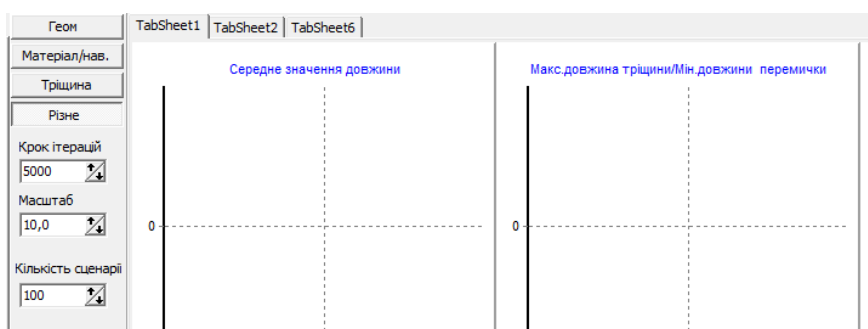 Геом
Матеріал/нав.
Тріщина
Різне
Крок ітерацій
5000
Масштаб
10,0
Кількість сценарії
100
TabSheet1 TabSheet2 TabSheet6
Середне значення довжини
0
Макс.довжина тріщини/Мін.довжини перемички
0